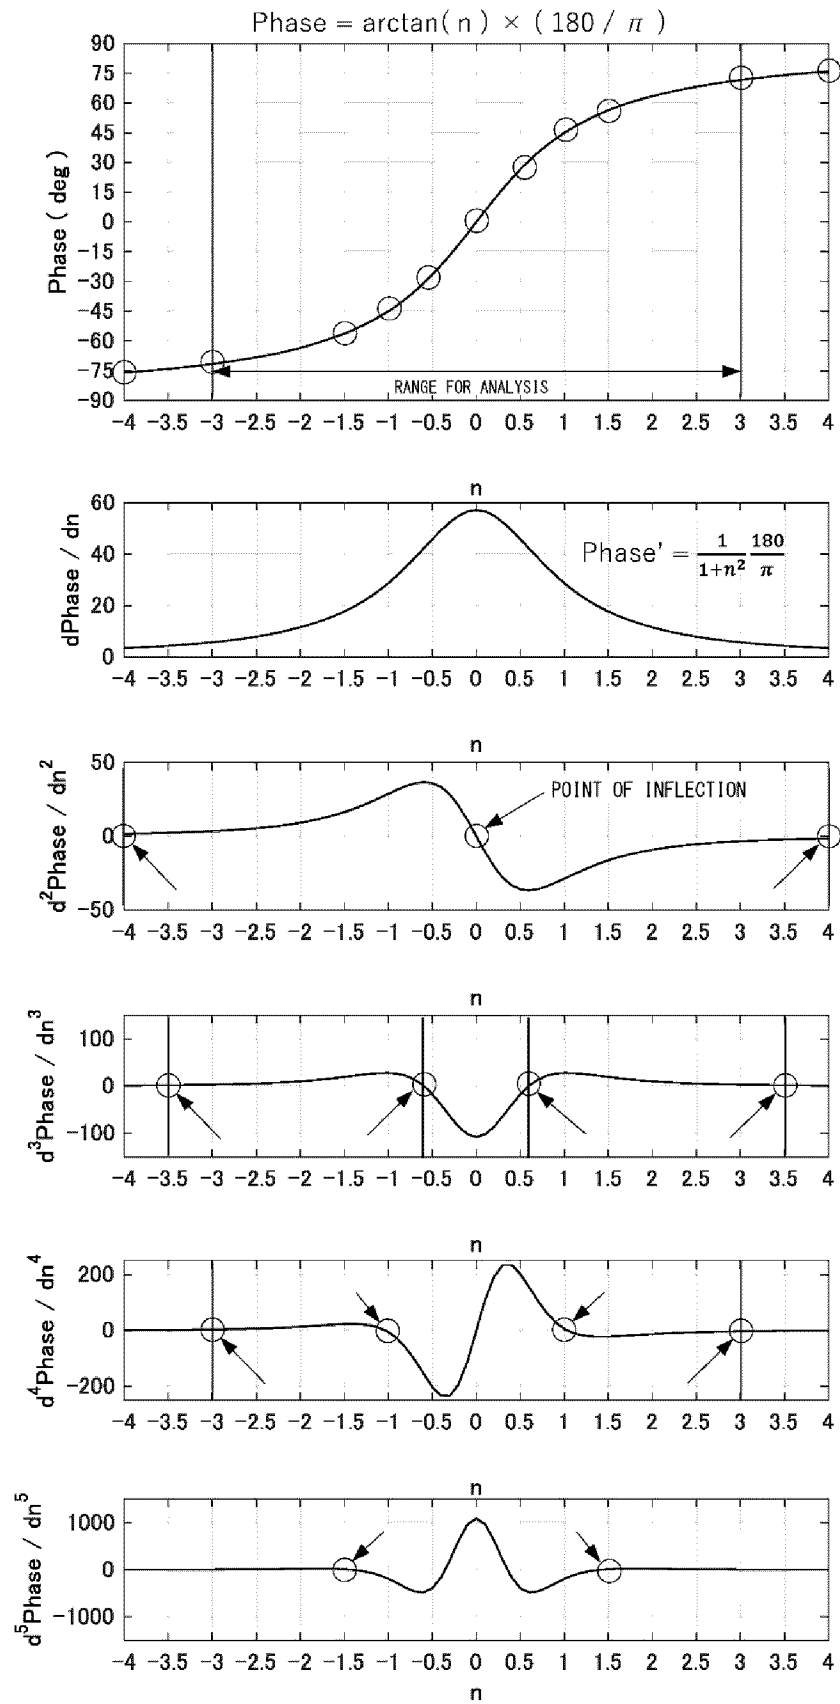 Phase = arctan( n ) × ( 180 / π )
Phase ( deg )
90
75
60
45
30
15
0
-15
-30
-45
-60
-75
-90
RANGE FOR ANALYSIS
-4 -3.5 -3 -2.5 -2 -1.5 -1 -0.5 0 0.5 1 1.5 2 2.5 3 3.5 4
n
dPhase / dn
60
40
20
0
Phase' = 1/(1+n²) 180/π
-4 -3.5 -3 -2.5 -2 -1.5 -1 -0.5 0 0.5 1 1.5 2 2.5 3 3.5 4
n
d²Phase / dn²
50
0
-50
POINT OF INFLECTION
-4 -3.5 -3 -2.5 -2 -1.5 -1 -0.5 0 0.5 1 1.5 2 2.5 3 3.5 4
n
d³Phase / dn³
100
0
-100
-4 -3.5 -3 -2.5 -2 -1.5 -1 -0.5 0 0.5 1 1.5 2 2.5 3 3.5 4
n
d⁴Phase / dn⁴
200
0
-200
-4 -3.5 -3 -2.5 -2 -1.5 -1 -0.5 0 0.5 1 1.5 2 2.5 3 3.5 4
n
d⁵Phase / dn⁵
1000
0
-1000
-4 -3.5 -3 -2.5 -2 -1.5 -1 -0.5 0 0.5 1 1.5 2 2.5 3 3.5 4
n